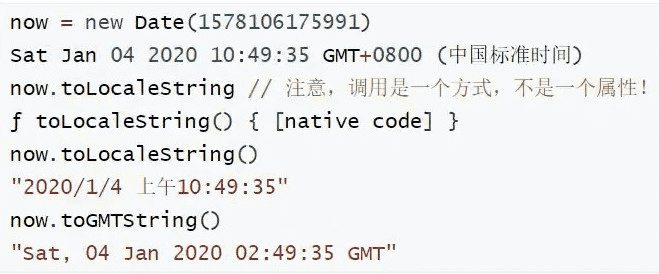 now = new Date(1578106175991)
Sat Jan 04 2020 10:49:35 GMT+0800 (中国标准时间)
now.toLocaleString // 注意，调用是一个方式，不是一个属性！
ƒ toLocaleString() { [native code] }
now.toLocaleString()
"2020/1/4 上午10:49:35"
now.toGMTString()
"Sat, 04 Jan 2020 02:49:35 GMT"